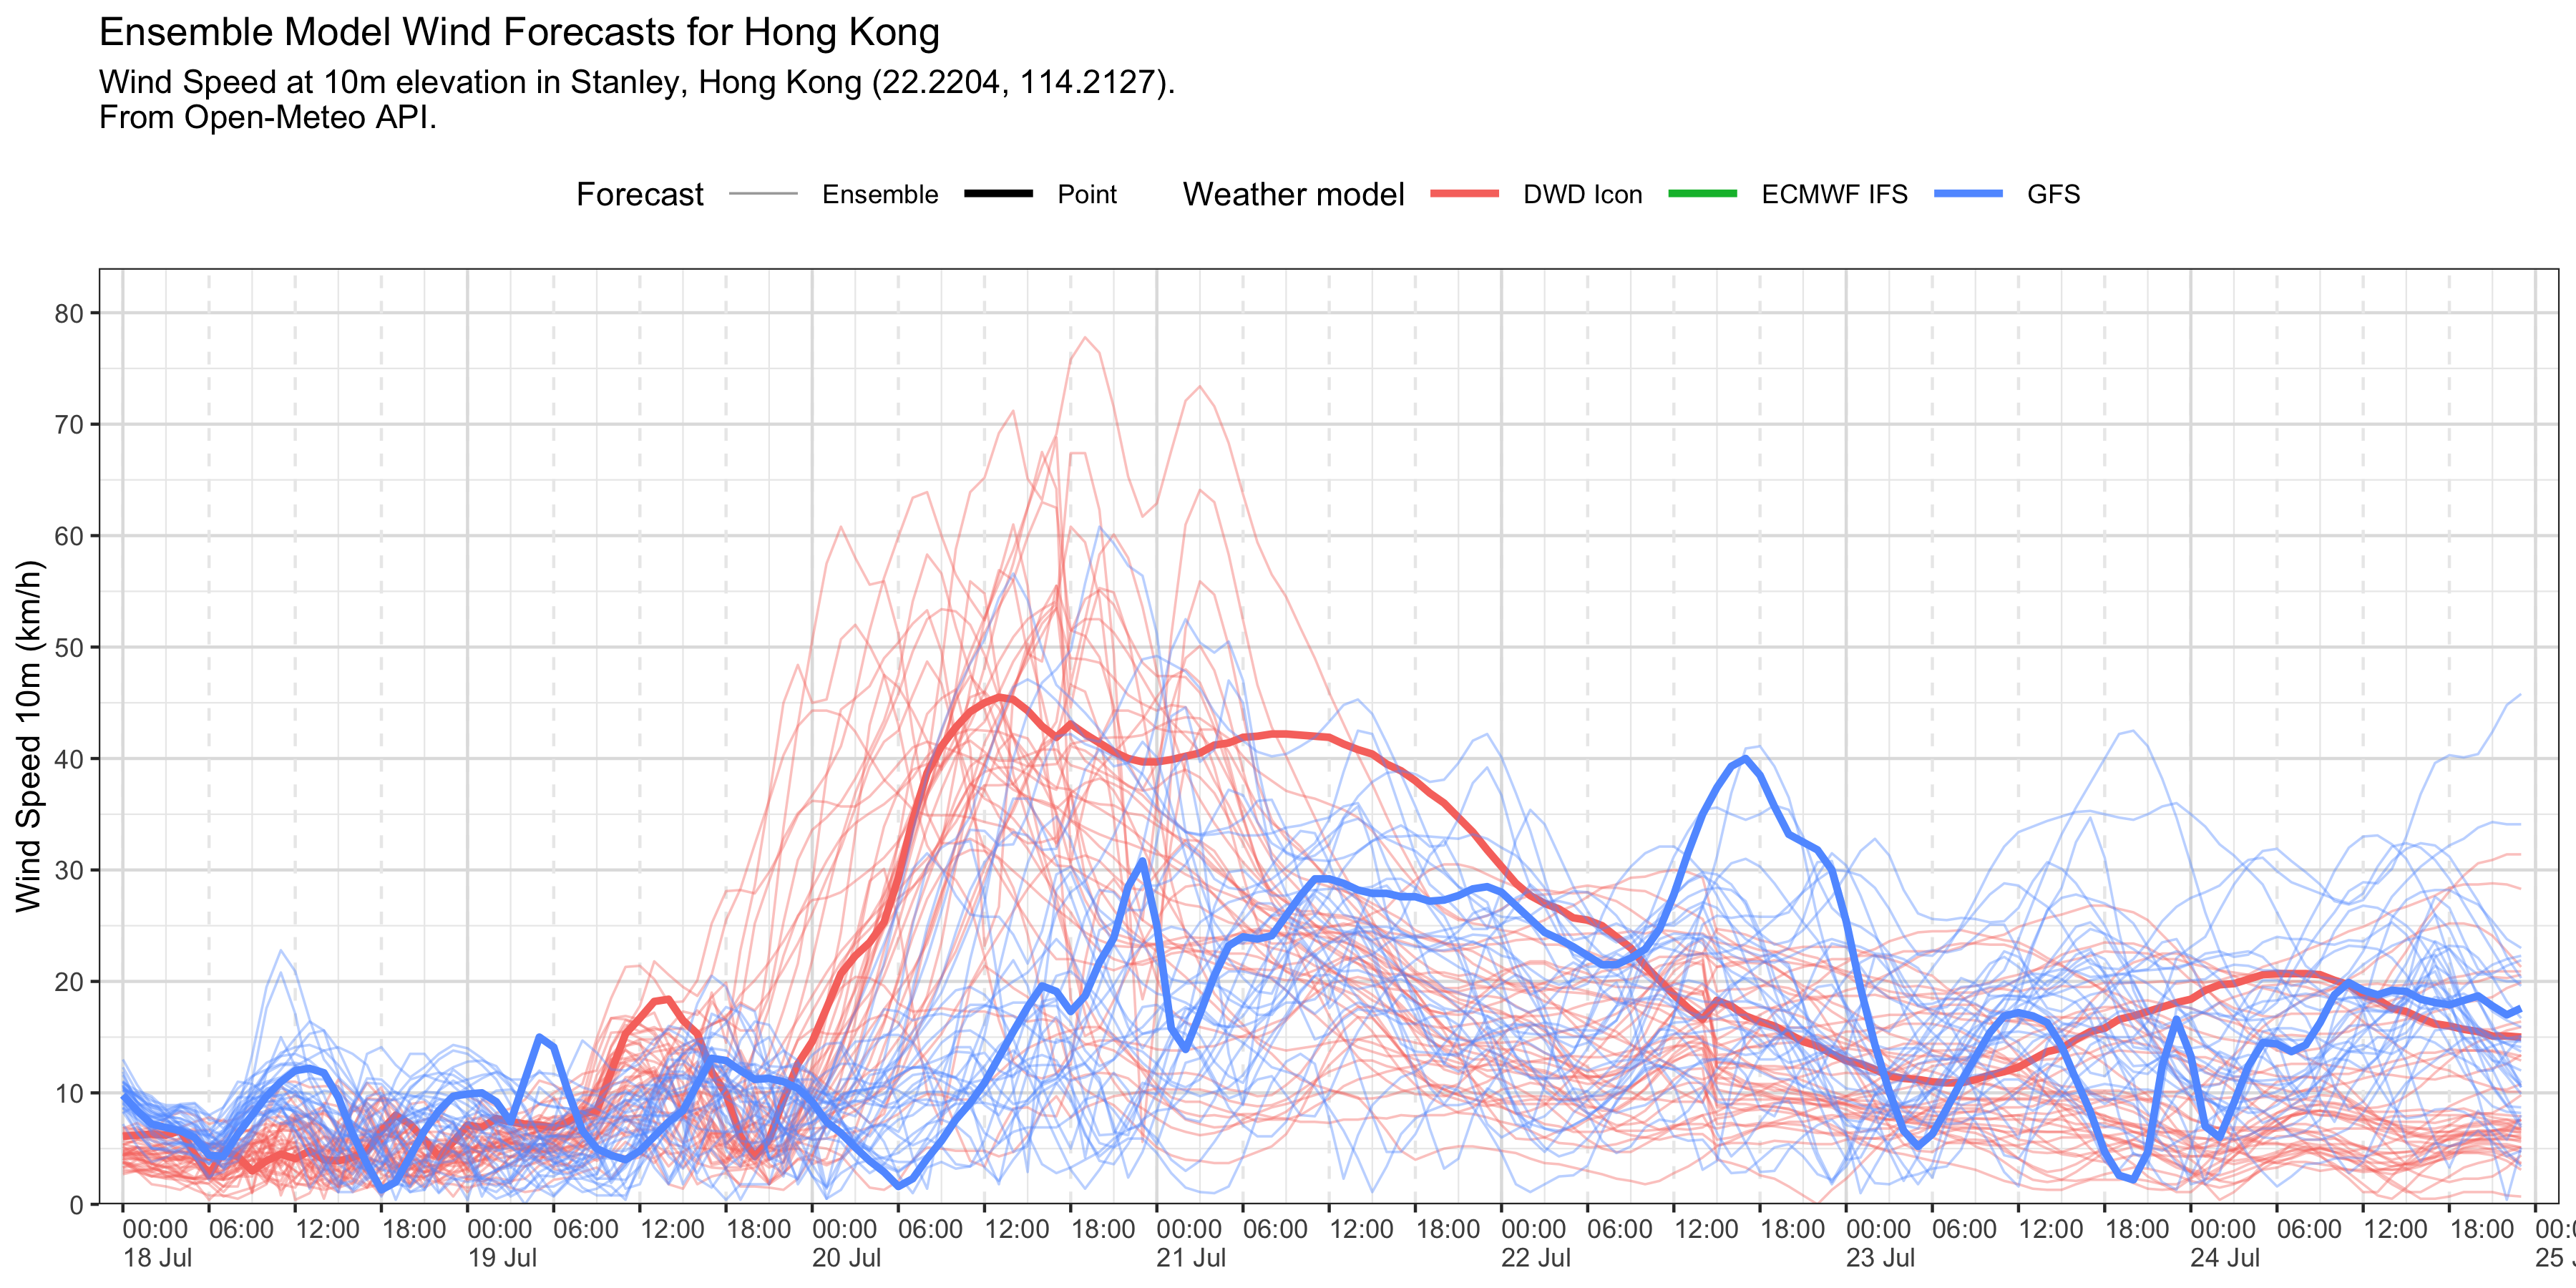 Ensemble Model Wind Forecasts for Hong Kong
Wind Speed at 10m elevation in Stanley, Hong Kong (22.2204, 114.2127).
From Open-Meteo API.
Forecast Ensemble Point Weather model DWD Icon ECMWF IFS GFS
Wind Speed 10m (km/h)
80
70
60
50
40
30
20
10
0
00:00 06:00 12:00 18:00 00:00 06:00 12:00 18:00 00:00 06:00 12:00 18:00 00:00 06:00 12:00 18:00 00:00 06:00 12:00 18:00 00:00 06:00 12:00 18:00 00:00 06:00 12:00 18:00 00:0
18 Jul 19 Jul 20 Jul 21 Jul 22 Jul 23 Jul 24 Jul 25